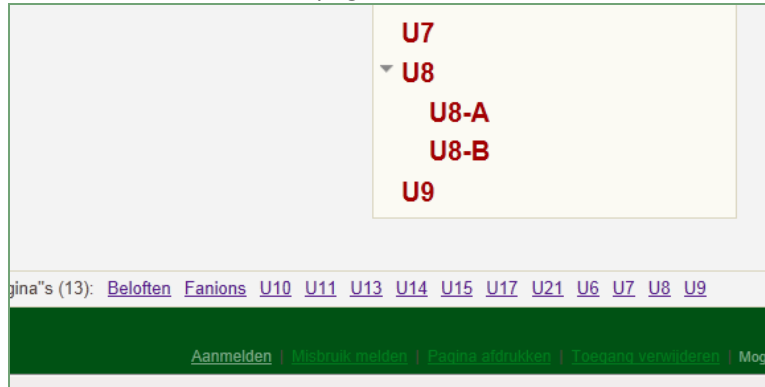 U7
U8
U8-A
U8-B
U9
gina"s (13): Beloften Fanions U10 U11 U13 U14 U15 U17 U21 U6 U7 U8 U9
Aanmelden | Misbruik melden | Pagina afdrukken | Toegang verwijderen | Mog